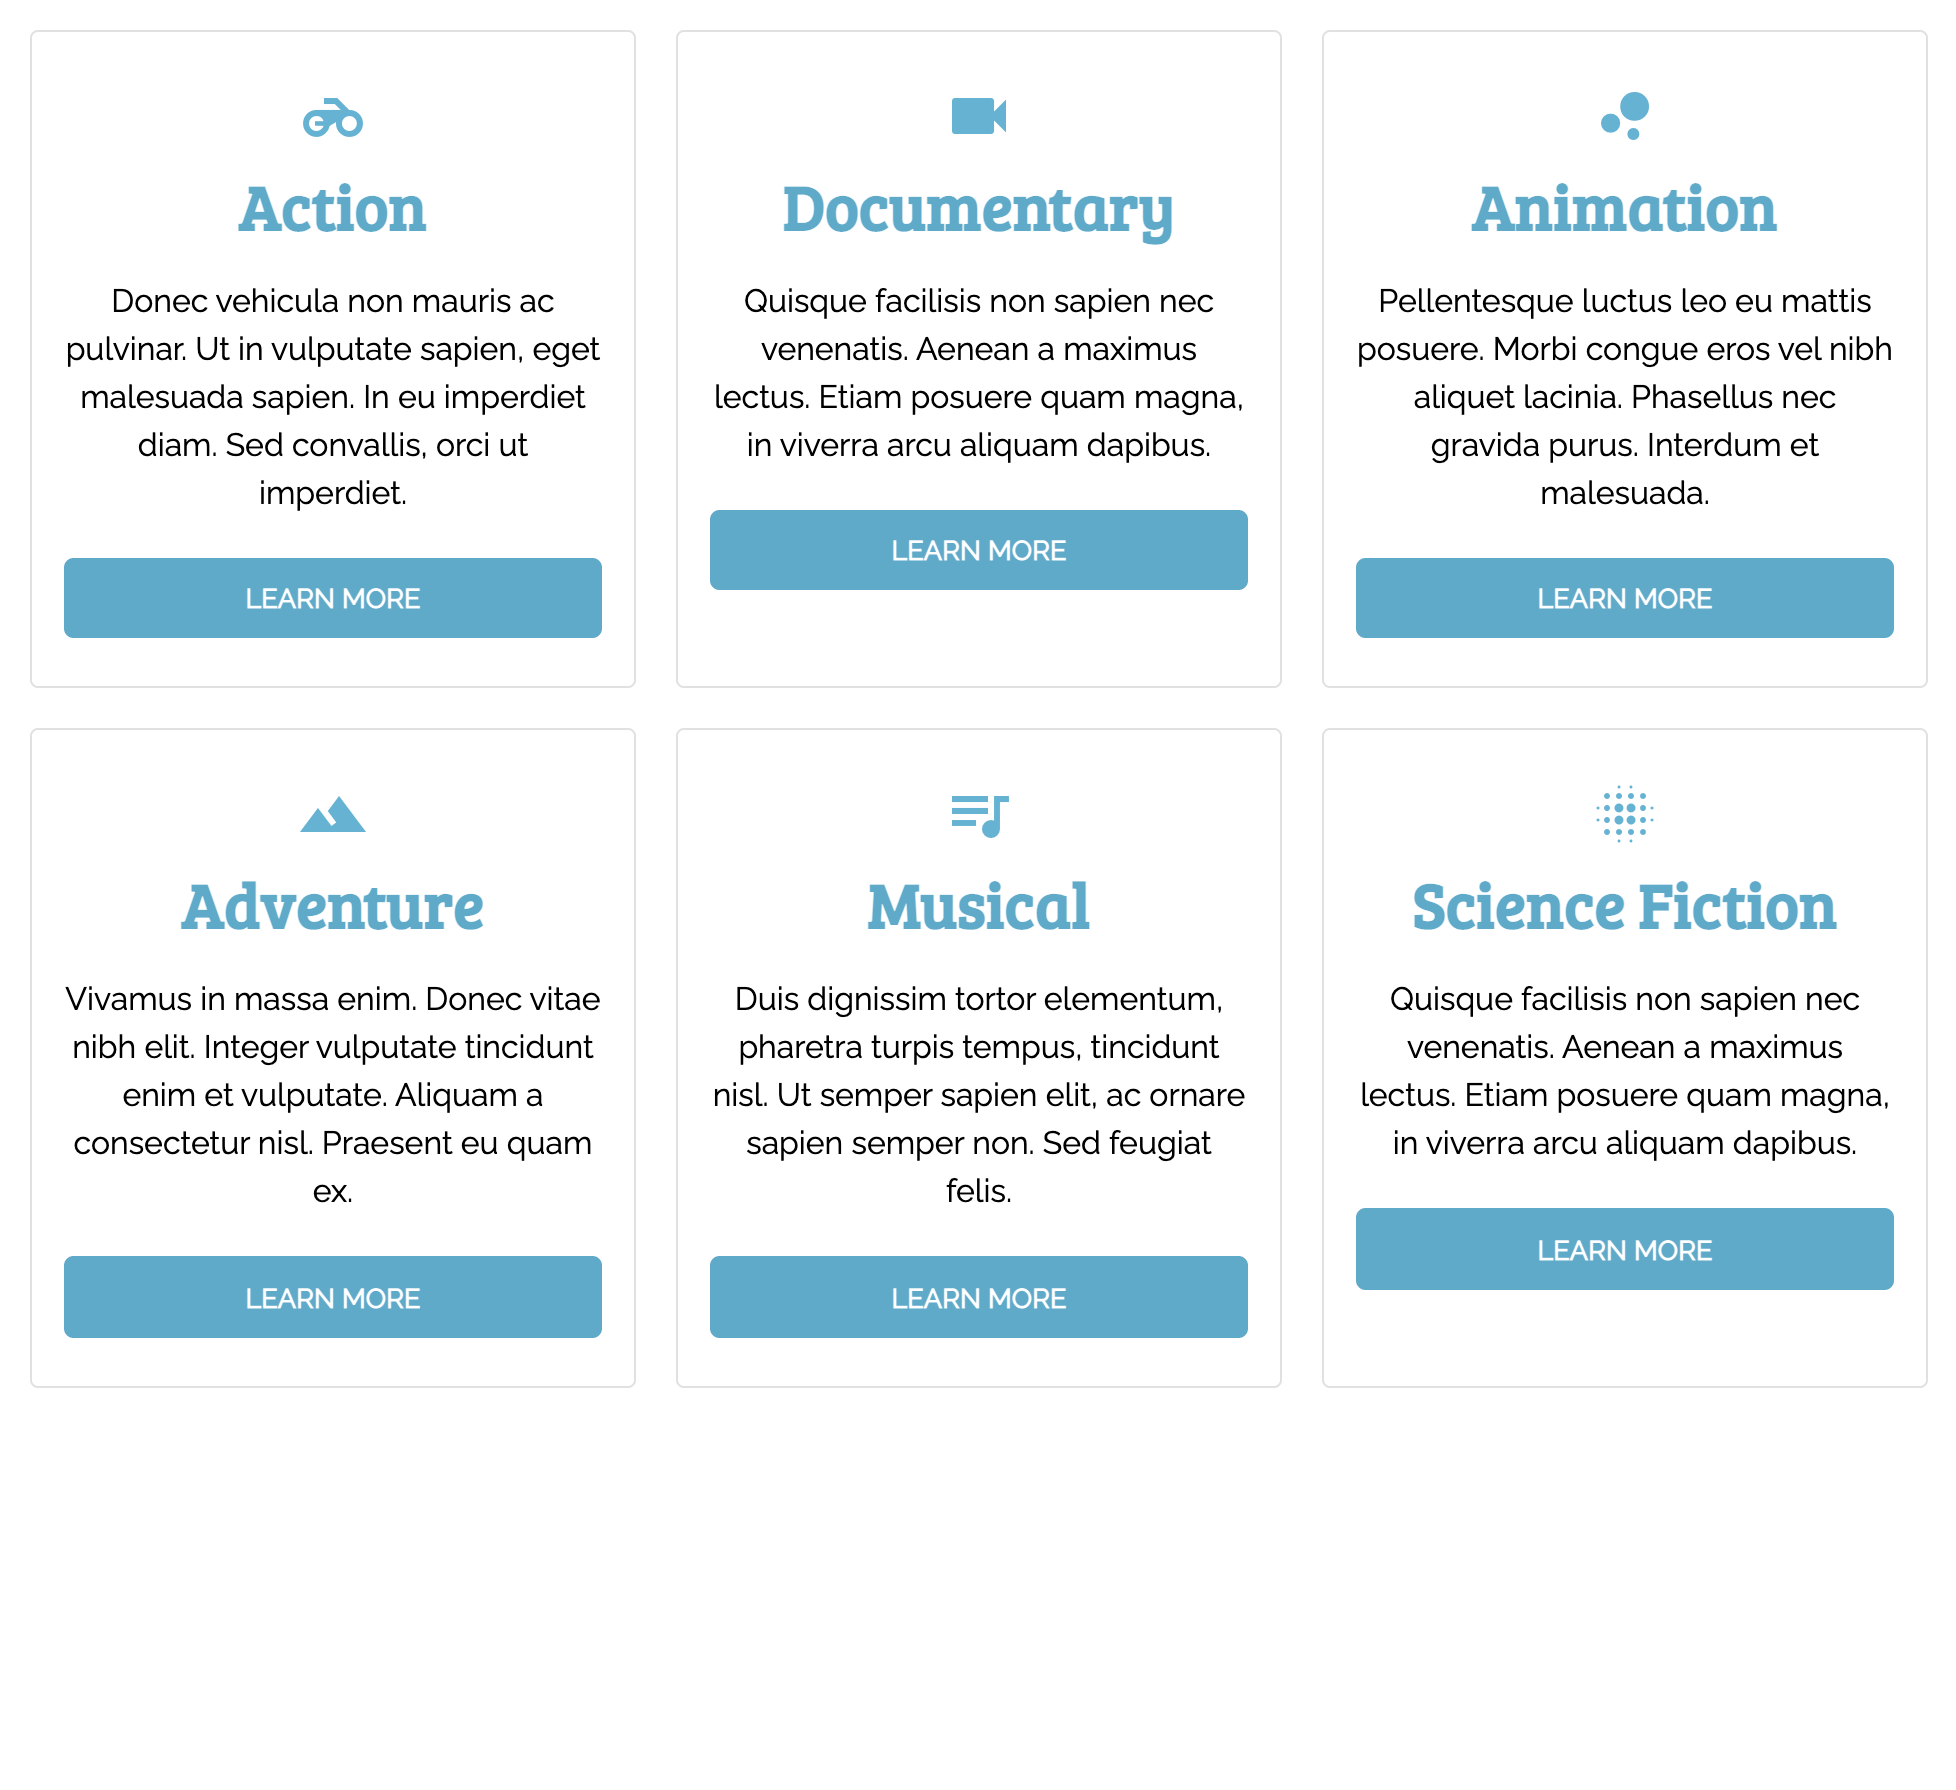 Action
Donec vehicula non mauris ac
pulvinar. Ut in vulputate sapien, eget
malesuada sapien. In eu imperdiet
diam. Sed convallis, orci ut
imperdiet.
LEARN MORE
Documentary
Quisque facilisis non sapien nec
venenatis. Aenean a maximus
lectus. Etiam posuere quam magna,
in viverra arcu aliquam dapibus.
LEARN MORE
Animation
Pellentesque luctus leo eu mattis
posuere. Morbi congue eros vel nibh
aliquet lacinia. Phasellus nec
gravida purus. Interdum et
malesuada.
LEARN MORE
Adventure
Vivamus in massa enim. Donec vitae
nibh elit. Integer vulputate tincidunt
enim et vulputate. Aliquam a
consectetur nisl. Praesent eu quam
ex.
LEARN MORE
Musical
Duis dignissim tortor elementum,
pharetra turpis tempus, tincidunt
nisl. Ut semper sapien elit, ac ornare
sapien semper non. Sed feugiat
felis.
LEARN MORE
Science Fiction
Quisque facilisis non sapien nec
venenatis. Aenean a maximus
lectus. Etiam posuere quam magna,
in viverra arcu aliquam dapibus.
LEARN MORE